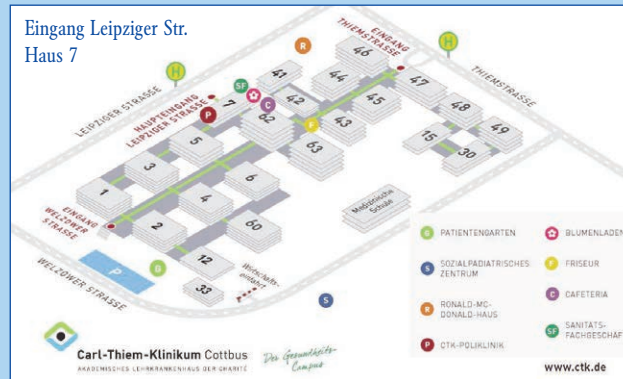 Eingang Leipziger Str.
Haus 7
LEIPZIGER STRASSE
H
HAUPTEINGANG
LEIPZIGER STRASSE
R
EINGANG
THIEMSTRASSE
H
THIEMSTRASSE
46
44
41
42
47
45
48
49
15
30
43
7
SF
C
62
P
F
63
5
3
6
1
4
2
60
12
33
EINGANG
WELZOWER
STRASSE
P
G
WELZOWER STRASSE
Wirtschafts-
einfahrt
S
Medizinische
Schule
G PATIENTENGARTEN
S SOZIALPÄDIATRISCHES
ZENTRUM
R RONALD-MC-
DONALD-HAUS
P CTK-POLIKLINIK
BLUMENLADEN
F FRISEUR
C CAFETERIA
SF SANITÄTS-
FACHGESCHÄFT
Carl-Thiem-Klinikum Cottbus
AKADEMISCHES LEHRKRANKENHAUS DER CHARITÉ
Der Gesundheits-
Campus
www.ctk.de